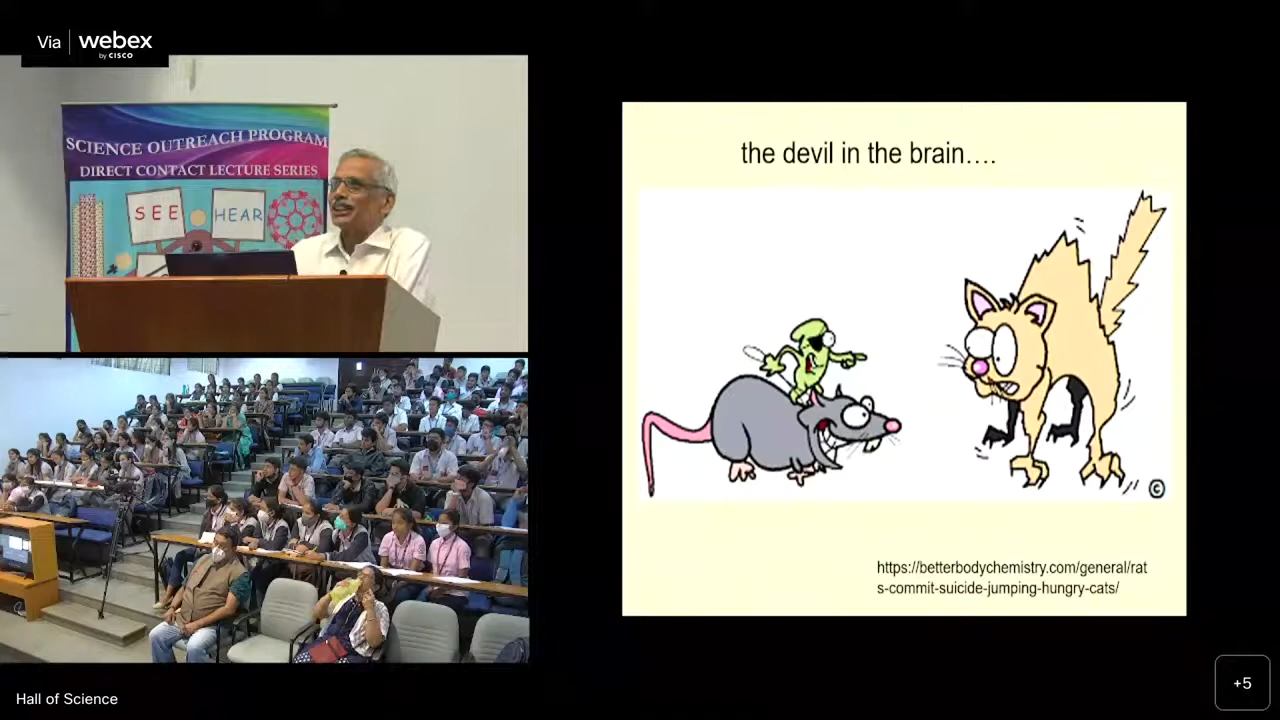 Via webex
by CISCO
SCIENCE OUTREACH PROGRAM
DIRECT CONTACT LECTURE SERIES
SEE
HEAR
the devil in the brain....
©
https://betterbodychemistry.com/general/rat
s-commit-suicide-jumping-hungry-cats/
Hall of Science
+5